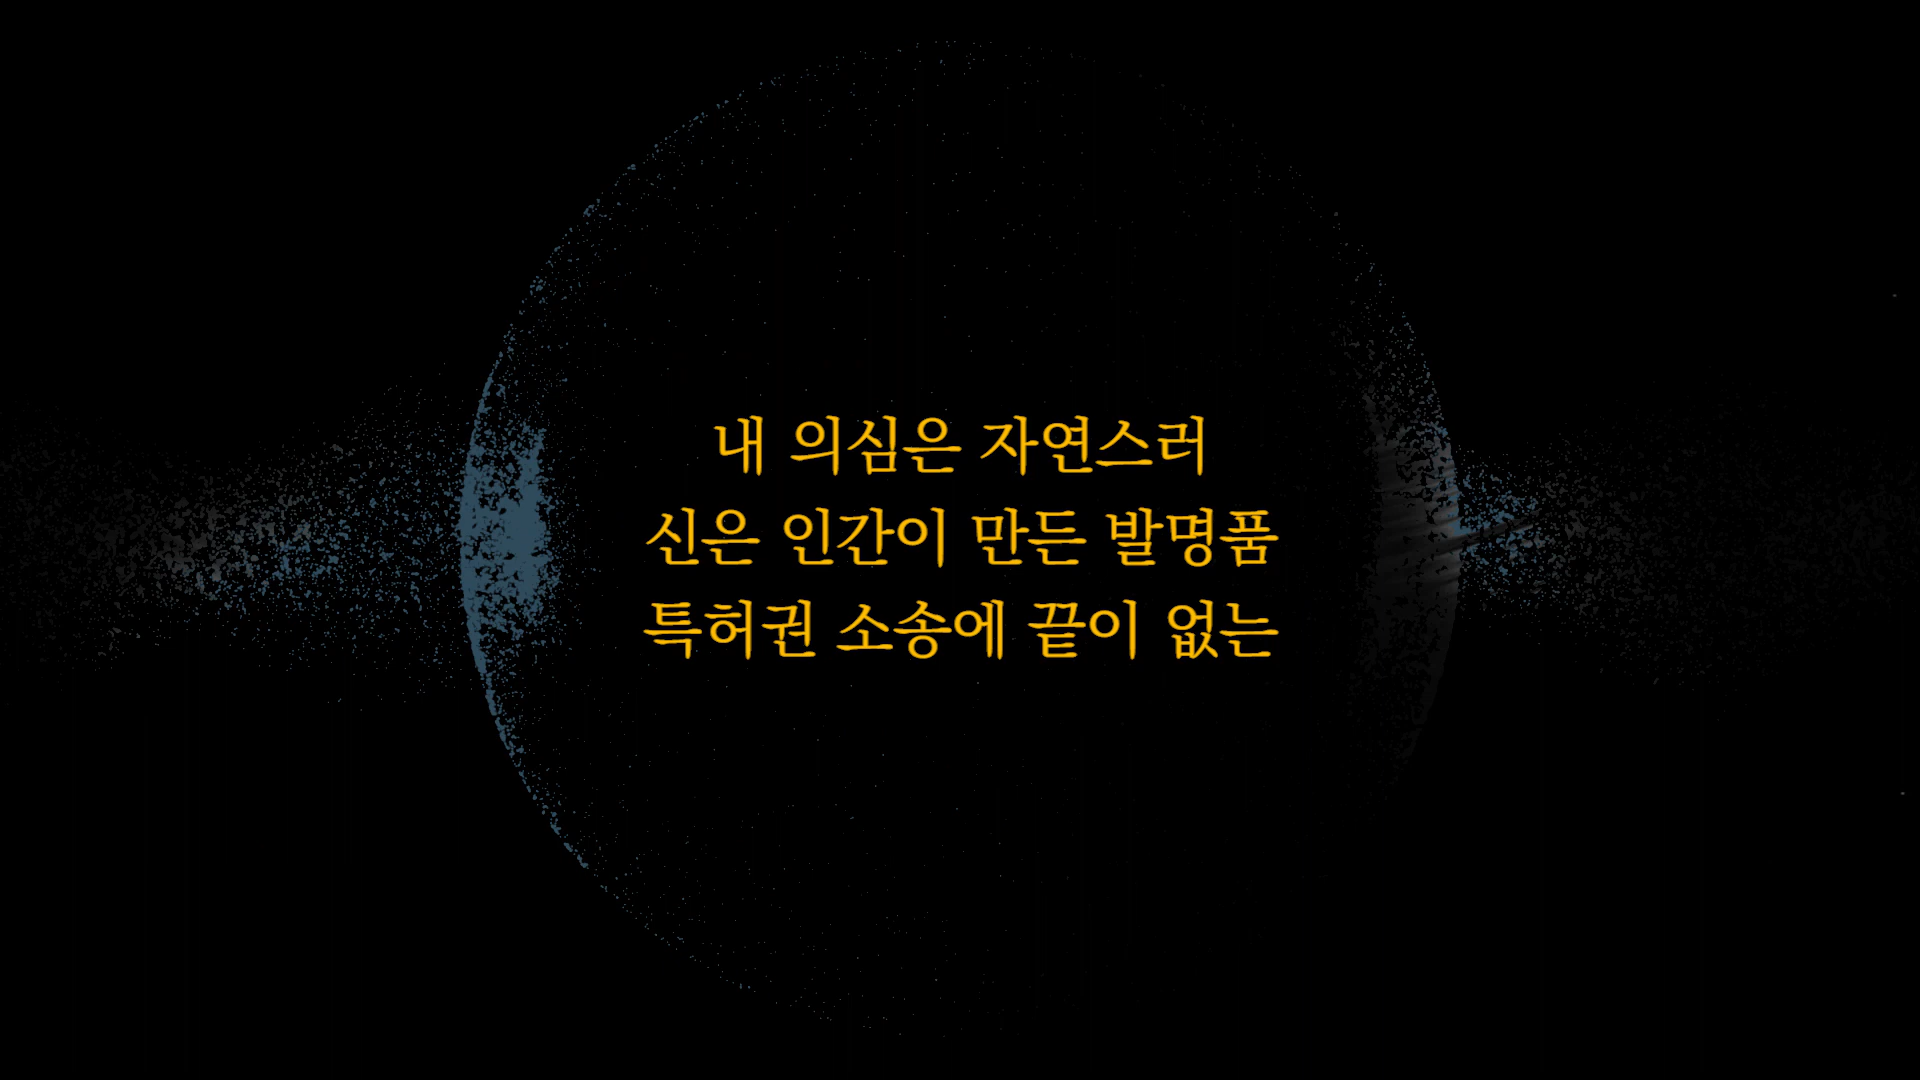 내 의심은 자연스러
신은 인간이 만든 발명품
특허권 소송에 끝이 없는